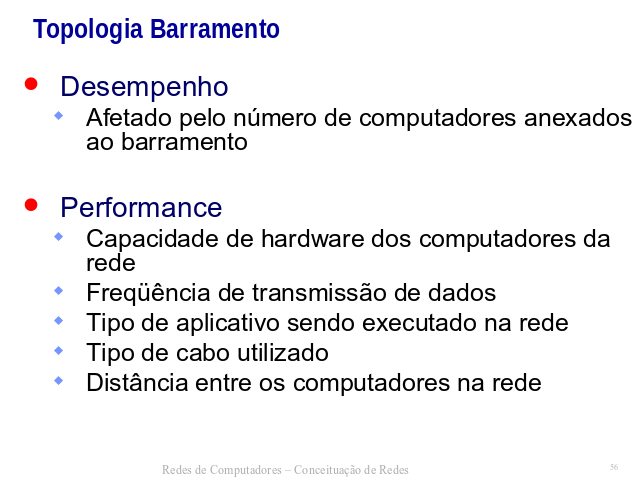 Topologia Barramento
Desempenho
Afetado pelo número de computadores anexados
ao barramento
Performance
Capacidade de hardware dos computadores da
rede
Freqüência de transmissão de dados
Tipo de aplicativo sendo executado na rede
Tipo de cabo utilizado
Distância entre os computadores na rede
Redes de Computadores – Conceituação de Redes
56